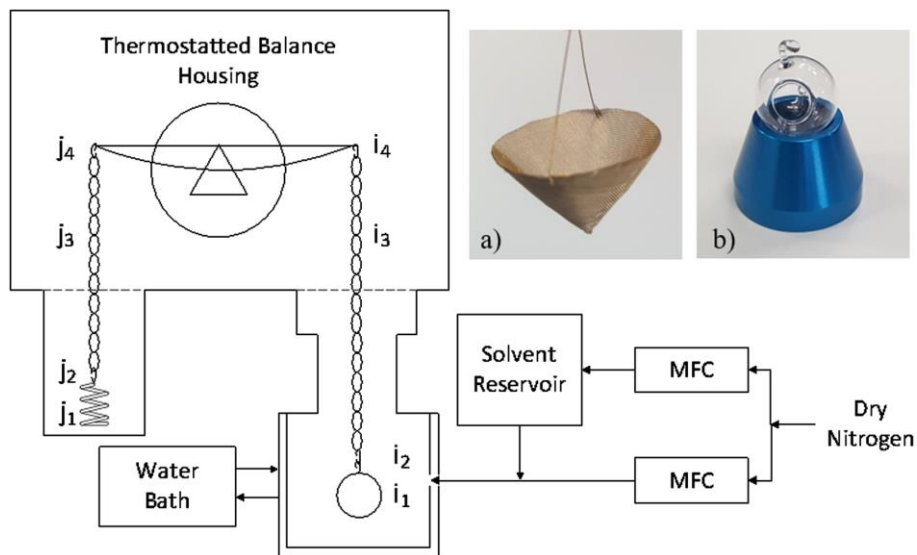 Thermostatted Balance
Housing
j4
i4
j3
i3
j2
j1
i2
i1
Water
Bath
Solvent
Reservoir
MFC
MFC
Dry
Nitrogen
a)
b)